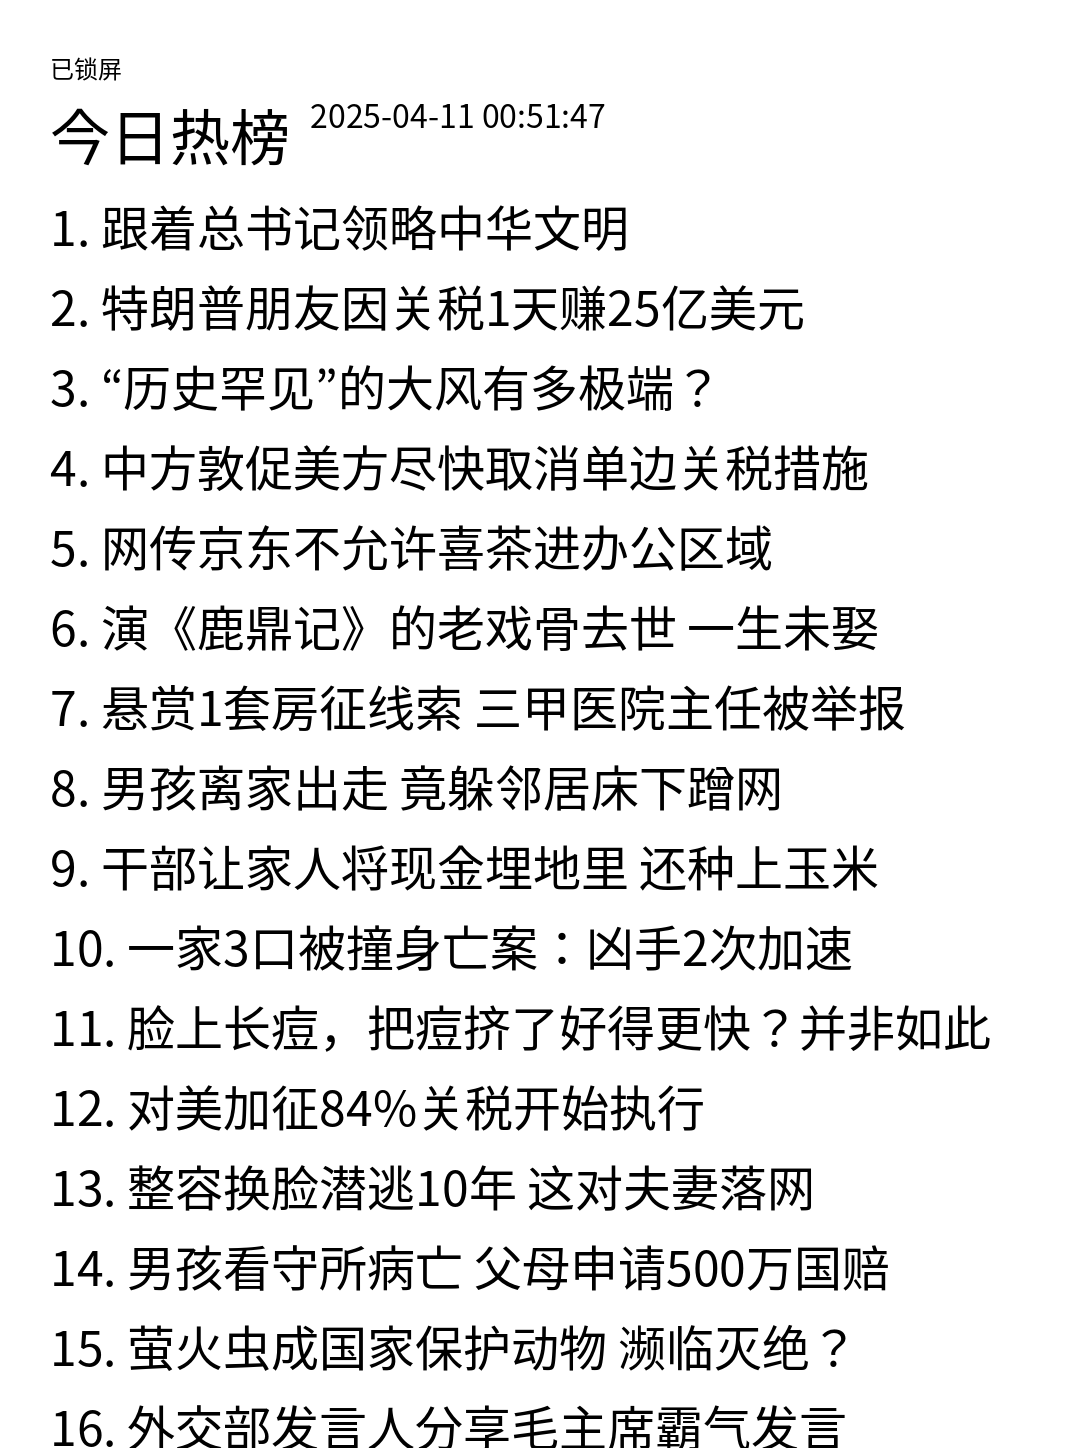 已锁屏
今日热榜 2025-04-11 00:51:47
1. 跟着总书记领略中华文明
2. 特朗普朋友因关税1天赚25亿美元
3. “历史罕见”的大风有多极端？
4. 中方敦促美方尽快取消单边关税措施
5. 网传京东不允许喜茶进办公区域
6. 演《鹿鼎记》的老戏骨去世 一生未娶
7. 悬赏1套房征线索 三甲医院主任被举报
8. 男孩离家出走 竟躲邻居床下蹭网
9. 干部让家人将现金埋地里 还种上玉米
10. 一家3口被撞身亡案：凶手2次加速
11. 脸上长痘，把痘挤了好得更快？并非如此
12. 对美加征84%关税开始执行
13. 整容换脸潜逃10年 这对夫妻落网
14. 男孩看守所病亡 父母申请500万国赔
15. 萤火虫成国家保护动物 濒临灭绝？
16. 外交部发言人分享毛主席霸气发言